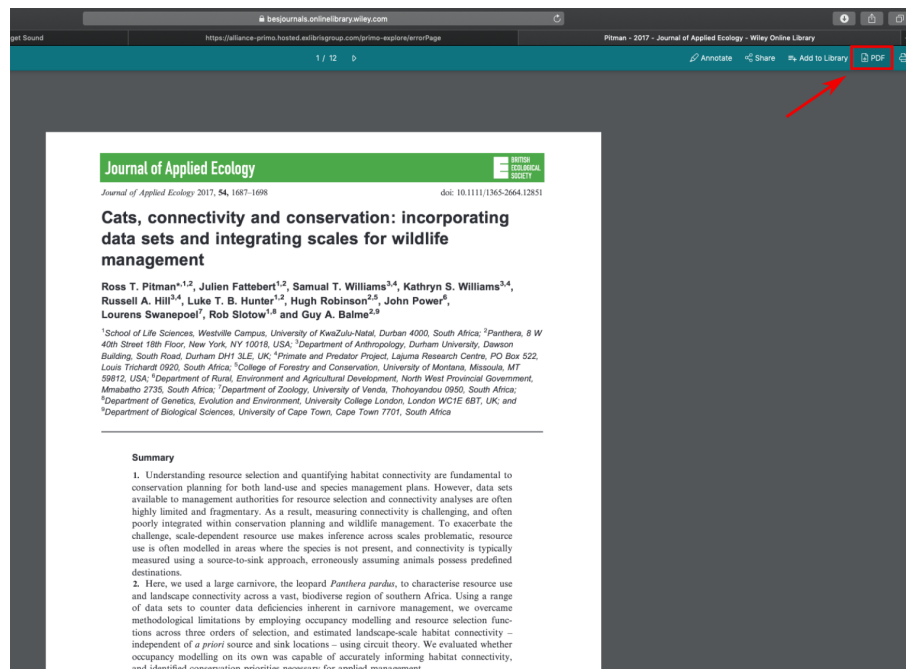 besjournals.onlinelibrary.wiley.com
get Sound
https://alliance-primo.hosted.exlibrisgroup.com/primo-explore/errorPage
Pitman - 2017 - Journal of Applied Ecology - Wiley Online Library
1 / 12
Annotate Share Add to Library PDF
Journal of Applied Ecology
BRITISH
ECOLOGICAL
SOCIETY
Journal of Applied Ecology 2017, 54, 1687–1698
doi: 10.1111/1365-2664.12851
Cats, connectivity and conservation: incorporating
data sets and integrating scales for wildlife
management
Ross T. Pitman*,1,2, Julien Fattebert1,2, Samual T. Williams3,4, Kathryn S. Williams3,4,
Russell A. Hill3,4, Luke T. B. Hunter1,2, Hugh Robinson2,5, John Power6,
Lourens Swanepoel7, Rob Slotow1,8 and Guy A. Balme2,9
1School of Life Sciences, Westville Campus, University of KwaZulu-Natal, Durban 4000, South Africa; 2Panthera, 8 W
40th Street 18th Floor, New York, NY 10018, USA; 3Department of Anthropology, Durham University, Dawson
Building, South Road, Durham DH1 3LE, UK; 4Primate and Predator Project, Lajuma Research Centre, PO Box 522,
Louis Trichardt 0920, South Africa; 5College of Forestry and Conservation, University of Montana, Missoula, MT
59812, USA; 6Department of Rural, Environment and Agricultural Development, North West Provincial Government,
Mmabatho 2735, South Africa; 7Department of Zoology, University of Venda, Thohoyandou 0950, South Africa;
8Department of Genetics, Evolution and Environment, University College London, London WC1E 6BT, UK; and
9Department of Biological Sciences, University of Cape Town, Cape Town 7701, South Africa
Summary
1. Understanding resource selection and quantifying habitat connectivity are fundamental to
conservation planning for both land-use and species management plans. However, data sets
available to management authorities for resource selection and connectivity analyses are often
highly limited and fragmentary. As a result, measuring connectivity is challenging, and often
poorly integrated within conservation planning and wildlife management. To exacerbate the
challenge, scale-dependent resource use makes inference across scales problematic, resource
use is often modelled in areas where the species is not present, and connectivity is typically
measured using a source-to-sink approach, erroneously assuming animals possess predefined
destinations.
2. Here, we used a large carnivore, the leopard Panthera pardus, to characterise resource use
and landscape connectivity across a vast, biodiverse region of southern Africa. Using a range
of data sets to counter data deficiencies inherent in carnivore management, we overcame
methodological limitations by employing occupancy modelling and resource selection func-
tions across three orders of selection, and estimated landscape-scale habitat connectivity –
independent of a priori source and sink locations – using circuit theory. We evaluated whether
occupancy modelling on its own was capable of accurately informing habitat connectivity,
and identified conservation priorities necessary for applied management.